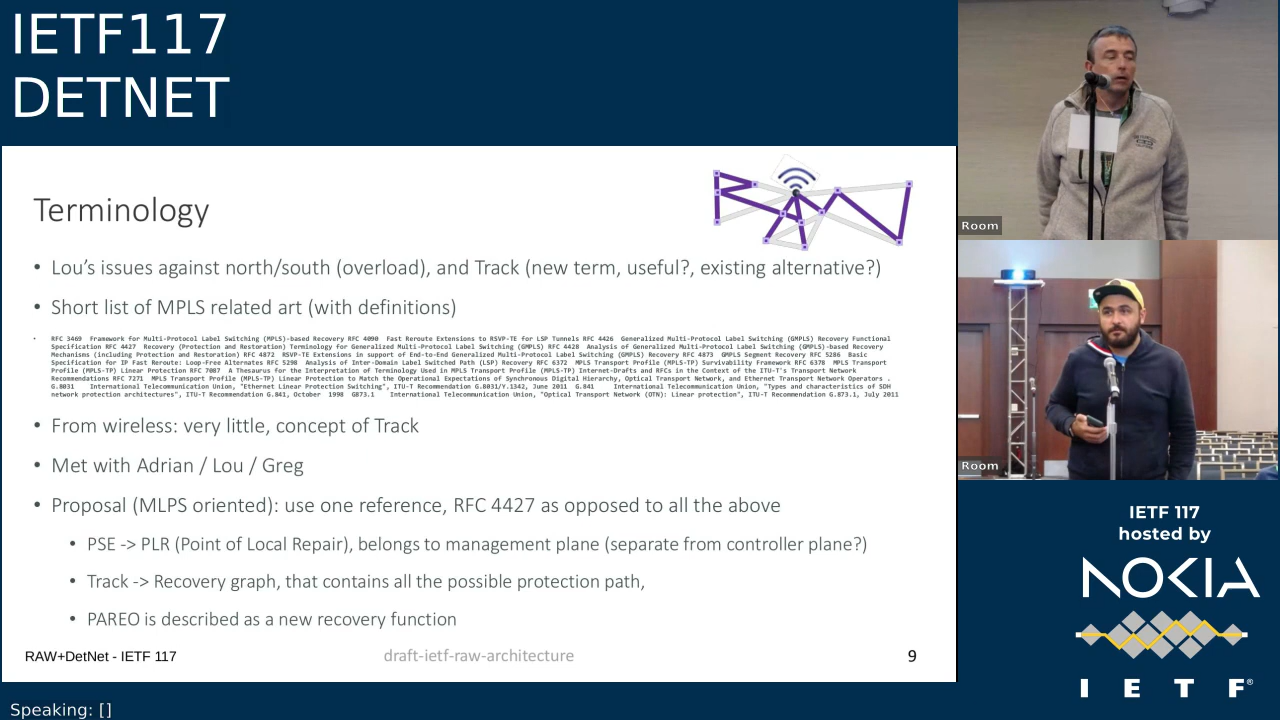 IETF117
DETNET
Terminology
• Lou's issues against north/south (overload), and Track (new term, useful?, existing alternative?)
• Short list of MPLS related art (with definitions)
• RFC 3469 Framework for Multi-Protocol Label Switching (MPLS)-based Recovery RFC 4090 Fast Reroute Extensions to RSVP-TE for LSP Tunnels RFC 4426 Generalized Multi-Protocol Label Switching (GMPLS) Recovery Functional
Specification RFC 4427 Recovery (Protection and Restoration) Terminology for Generalized Multi-Protocol Label Switching (GMPLS) RFC 4428 Analysis of Generalized Multi-Protocol Label Switching (GMPLS)-based Recovery
Mechanisms (including Protection and Restoration) RFC 4872 RSVP-TE Extensions in support of End-to-End Generalized Multi-Protocol Label Switching (GMPLS) Recovery RFC 4873 GMPLS Segment Recovery RFC 5286 Basic
Specification for IP Fast Reroute: Loop-Free Alternates RFC 5298 Analysis of Inter-Domain Label Switched Path (LSP) Recovery RFC 6372 MPLS Transport Profile (MPLS-TP) Survivability Framework RFC 6378 MPLS Transport
Profile (MPLS-TP) Linear Protection RFC 7087 A Thesaurus for the Interpretation of Terminology Used in MPLS Transport Profile (MPLS-TP) Internet-Drafts and RFCs in the Context of the ITU-T's Transport Network
Recommendations RFC 7271 MPLS Transport Profile (MPLS-TP) Linear Protection to Match the Operational Expectations of Synchronous Digital Hierarchy, Optical Transport Network, and Ethernet Transport Network Operators .
G.8031 International Telecommunication Union, "Ethernet Linear Protection Switching", ITU-T Recommendation G.8031/Y.1342, June 2011 G.841 International Telecommunication Union, "Types and characteristics of SDH
network protection architectures", ITU-T Recommendation G.841, October 1998 G873.1 International Telecommunication Union, "Optical Transport Network (OTN): Linear protection", ITU-T Recommendation G.873.1, July 2011
• From wireless: very little, concept of Track
• Met with Adrian / Lou / Greg
• Proposal (MLPS oriented): use one reference, RFC 4427 as opposed to all the above
• PSE -> PLR (Point of Local Repair), belongs to management plane (separate from controller plane?)
• Track -> Recovery graph, that contains all the possible protection path,
• PAREO is described as a new recovery function
RAW+DetNet - IETF 117
draft-ietf-raw-architecture
9
Speaking: []
Room
Room
IETF 117
hosted by
NOKIA
I E T F®